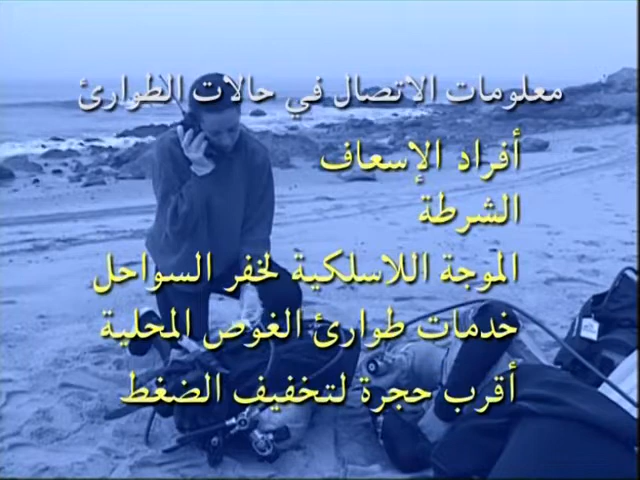 معلومات الاتصال في حالات الطوارئ
أفراد الإسعاف
الشرطة
الموجة اللاسلكية لخفر السواحل
خدمات طوارئ الغوص المحلية
أقرب حجرة لتخفيف الضغط